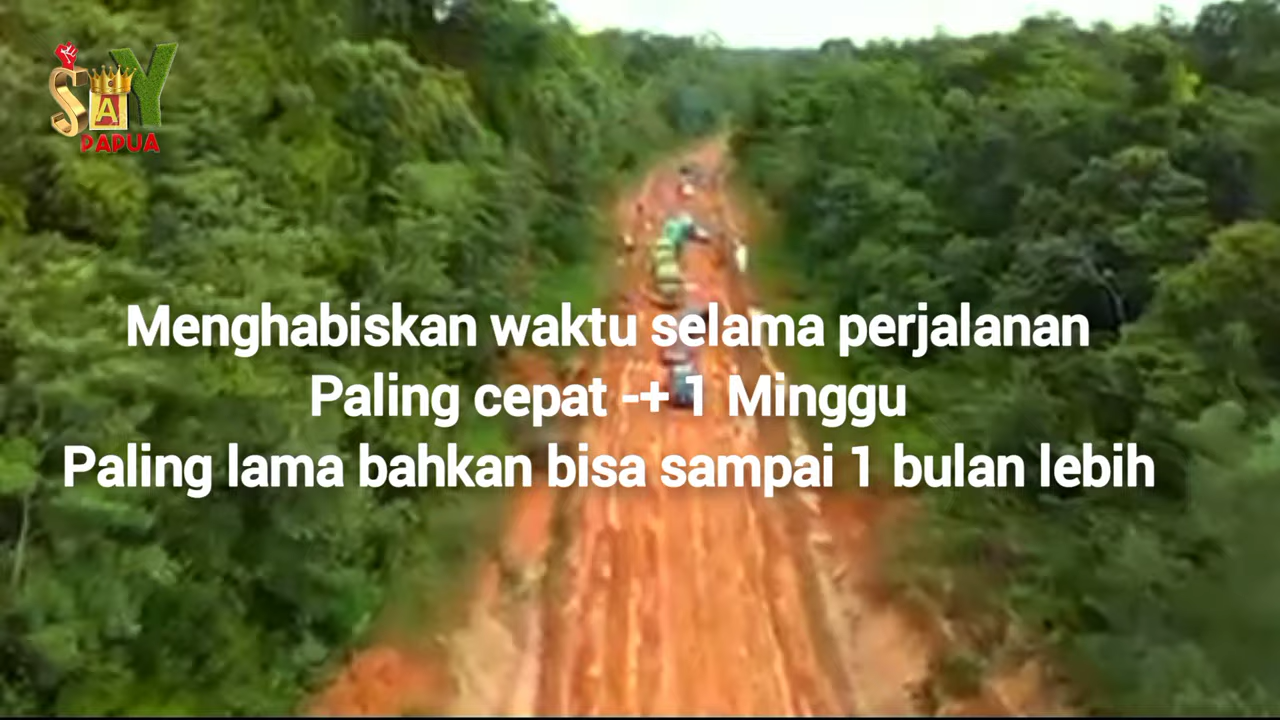 SAY
PAPUA
Menghabiskan waktu selama perjalanan
Paling cepat -+ 1 Minggu
Paling lama bahkan bisa sampai 1 bulan lebih